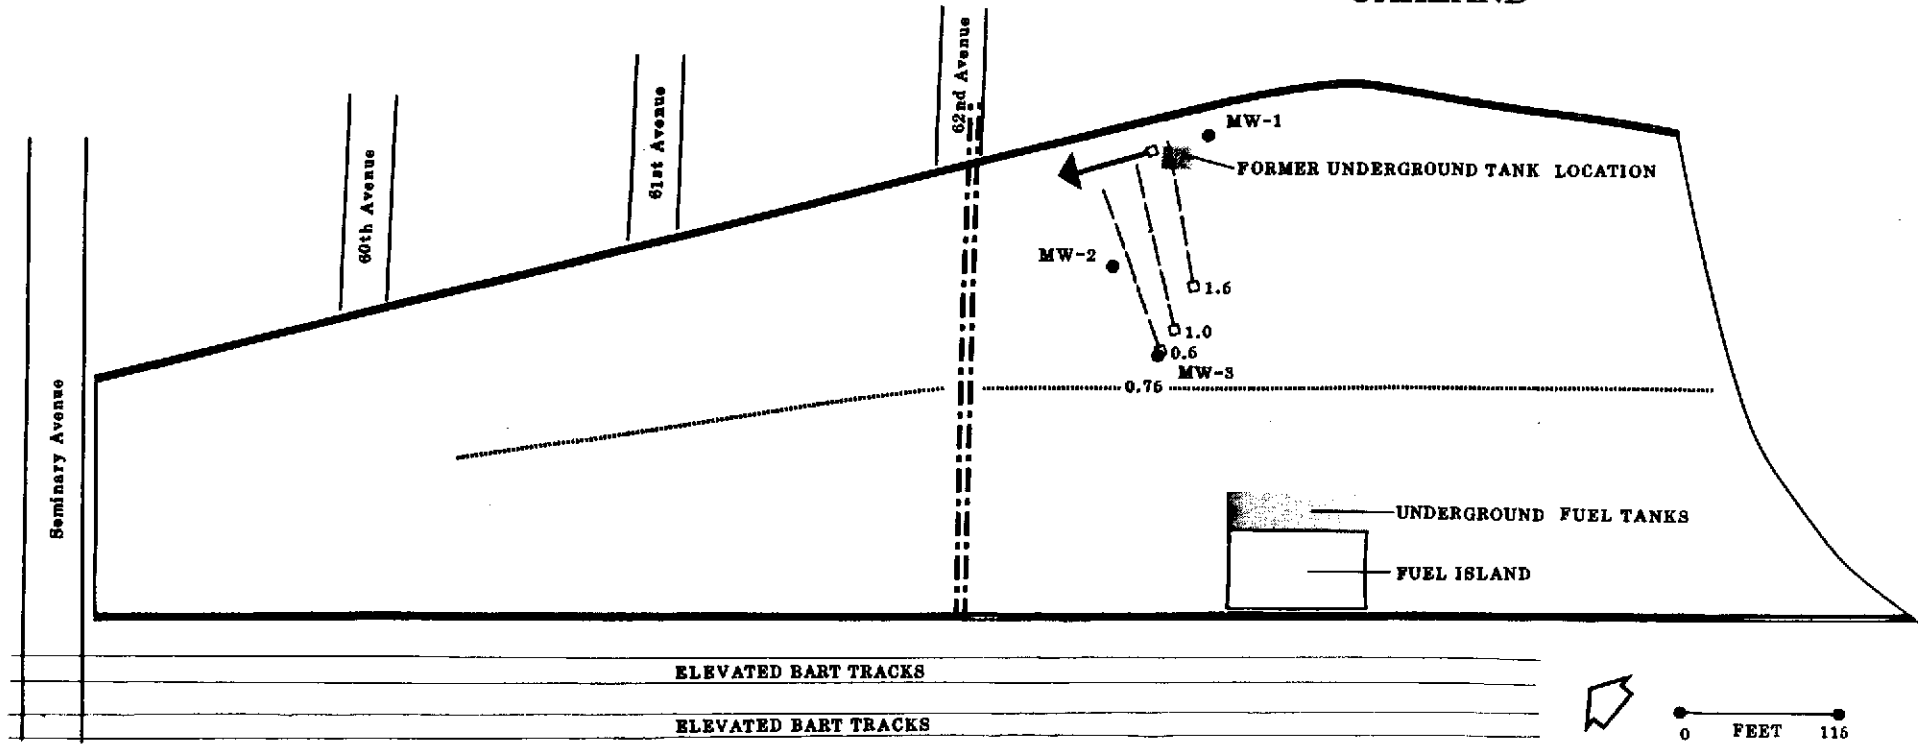 60th Avenue
61st Avenue
62nd Avenue
MW-1
FORMER UNDERGROUND TANK LOCATION
MW-2
1.6
1.0
0.6
MW-3
0.75
Seminary Avenue
UNDERGROUND FUEL TANKS
FUEL ISLAND
ELEVATED BART TRACKS
ELEVATED BART TRACKS
0 FEET 115